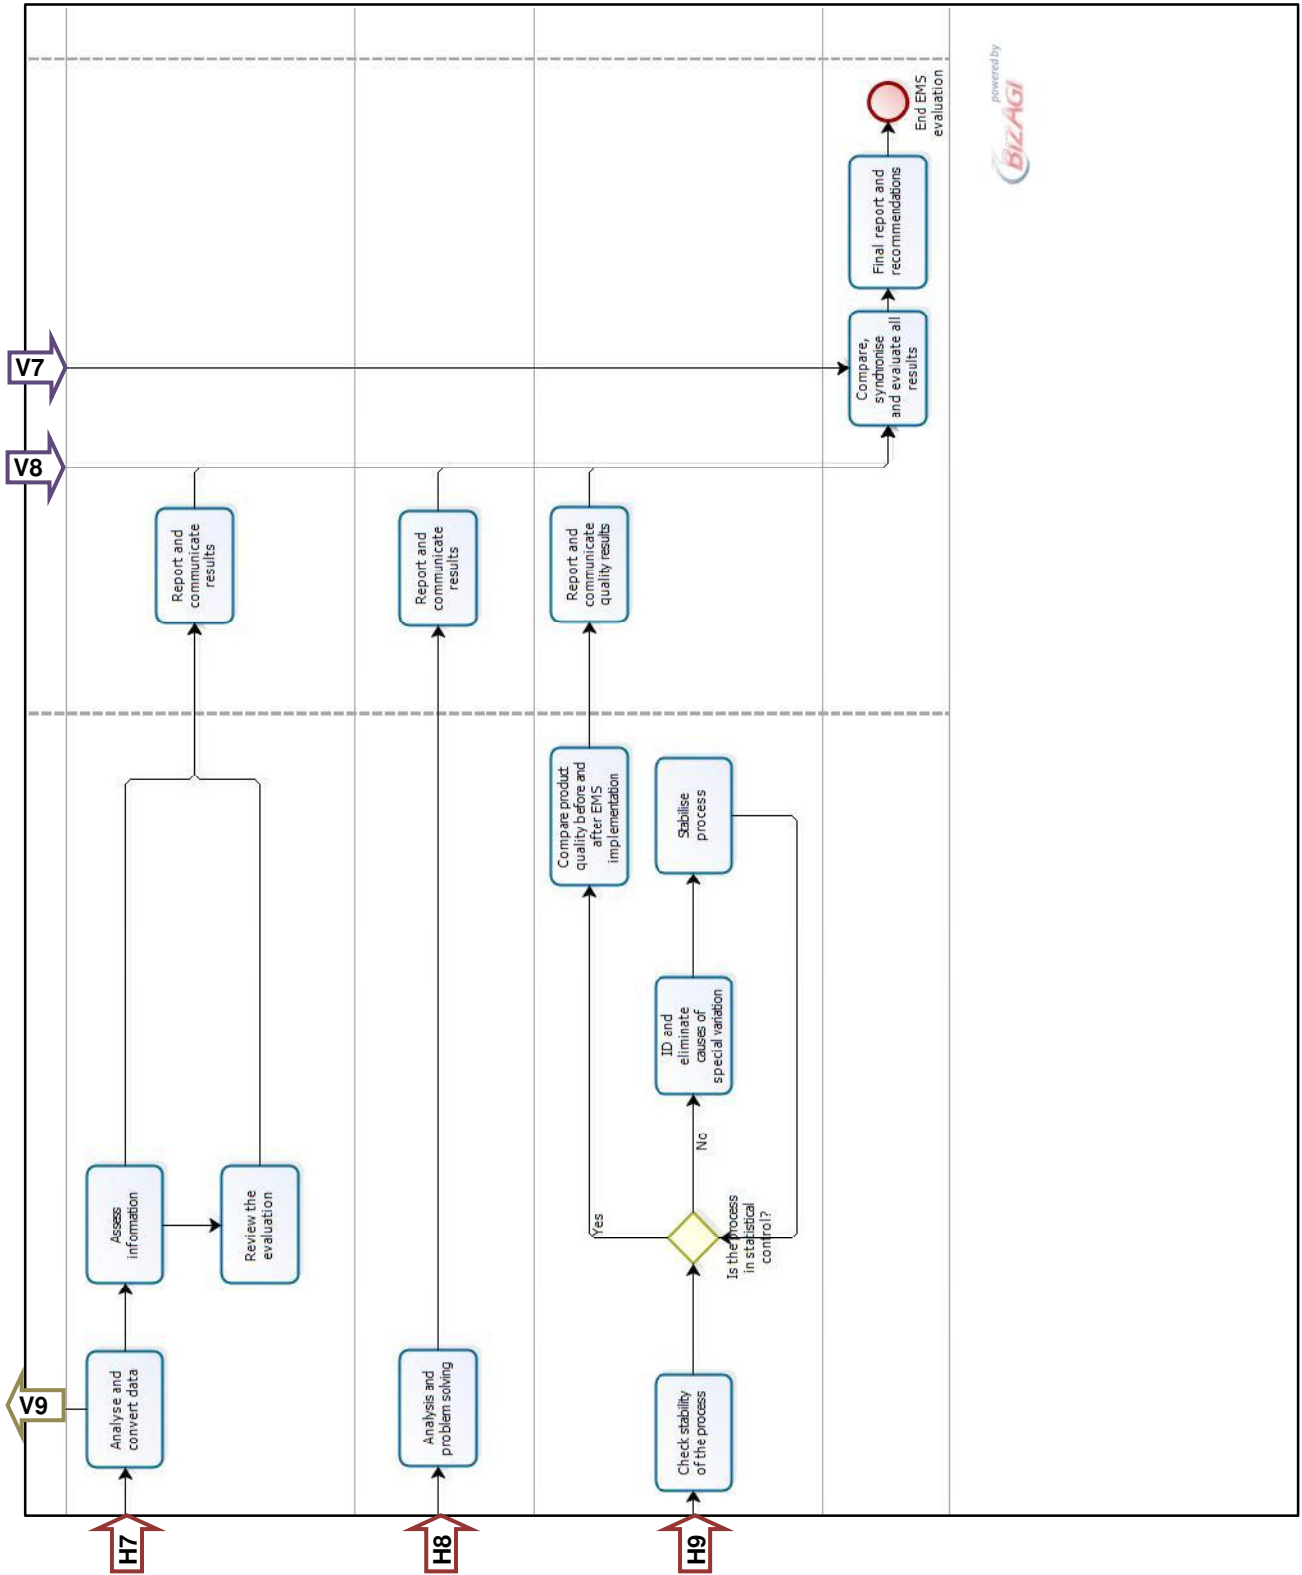 V9
V8
V7
H7
Analyse and
convert data
Assess
information
Review the
evaluation
Report and
communicate
results
H8
Analysis and
problem solving
Report and
communicate
results
H9
Check stability
of the process
Is the process
in statistical
control?
Yes
No
ID and
eliminate
causes of
special variation
Stabilise
process
Compare product
quality before and
after EMS
implementation
Report and
communicate
quality results
Compare,
synchronise
and evaluate all
results
Final report and
recommendations
End EMS
evaluation
powered by
BIZAGI